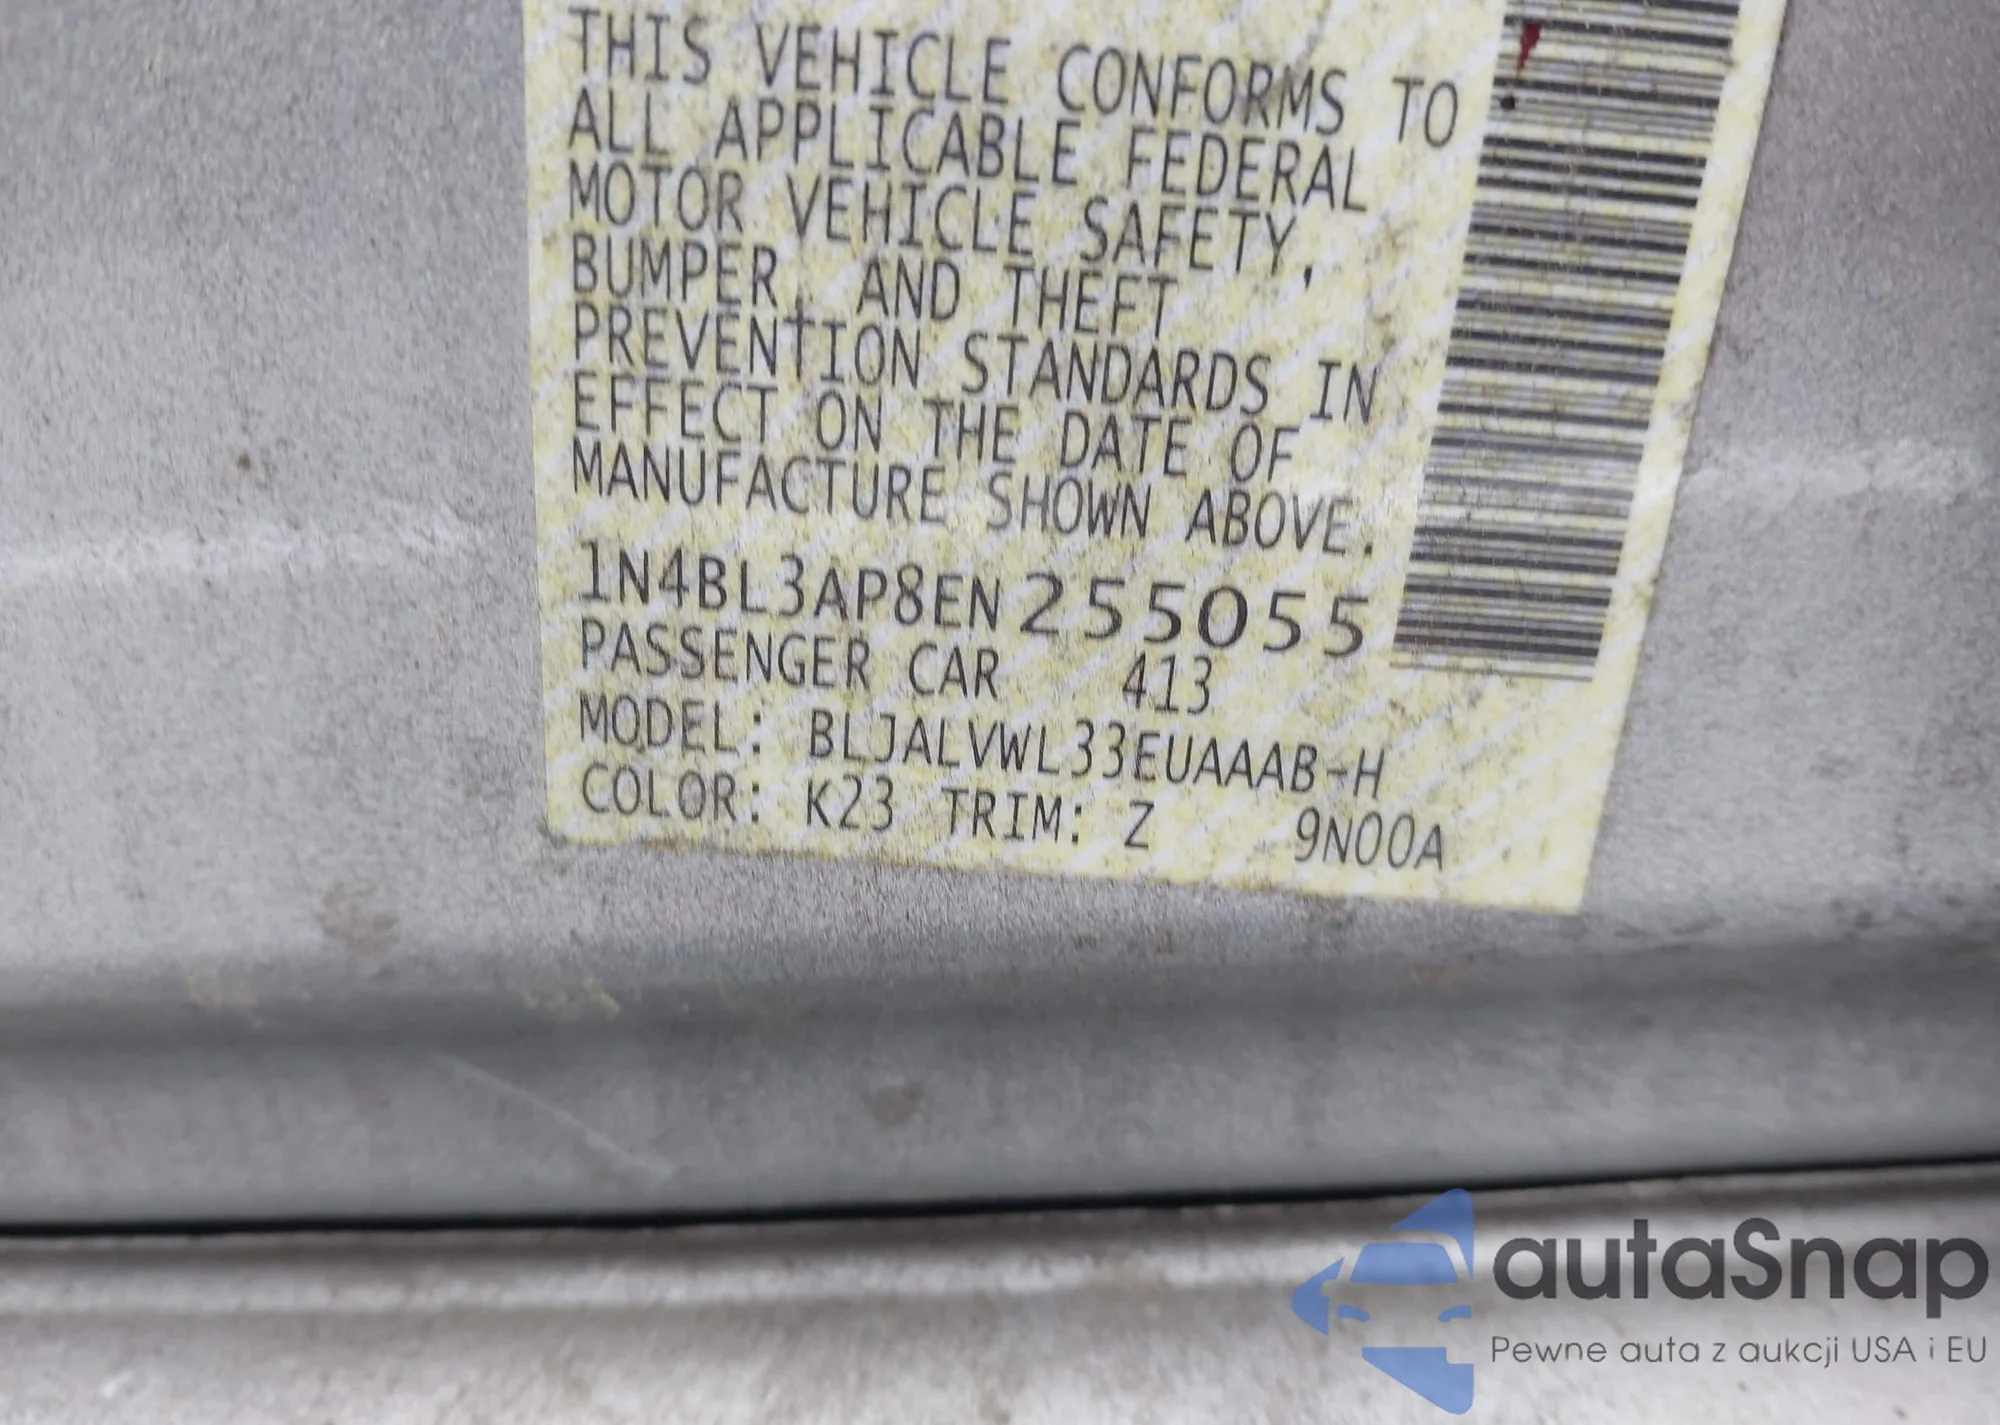 THIS VEHICLE CONFORMS TO
ALL APPLICABLE FEDERAL
MOTOR VEHICLE SAFETY,
BUMPER, AND THEFT
PREVENTION STANDARDS IN
EFFECT ON THE DATE OF
MANUFACTURE SHOWN ABOVE.
1N4BL3AP8EN255055
PASSENGER CAR 413
MODEL: BLJALVWL33EUAAAB-H
COLOR: K23 TRIM: Z 9N00A
autaSnap
Pewne auta z aukcji USA i EU